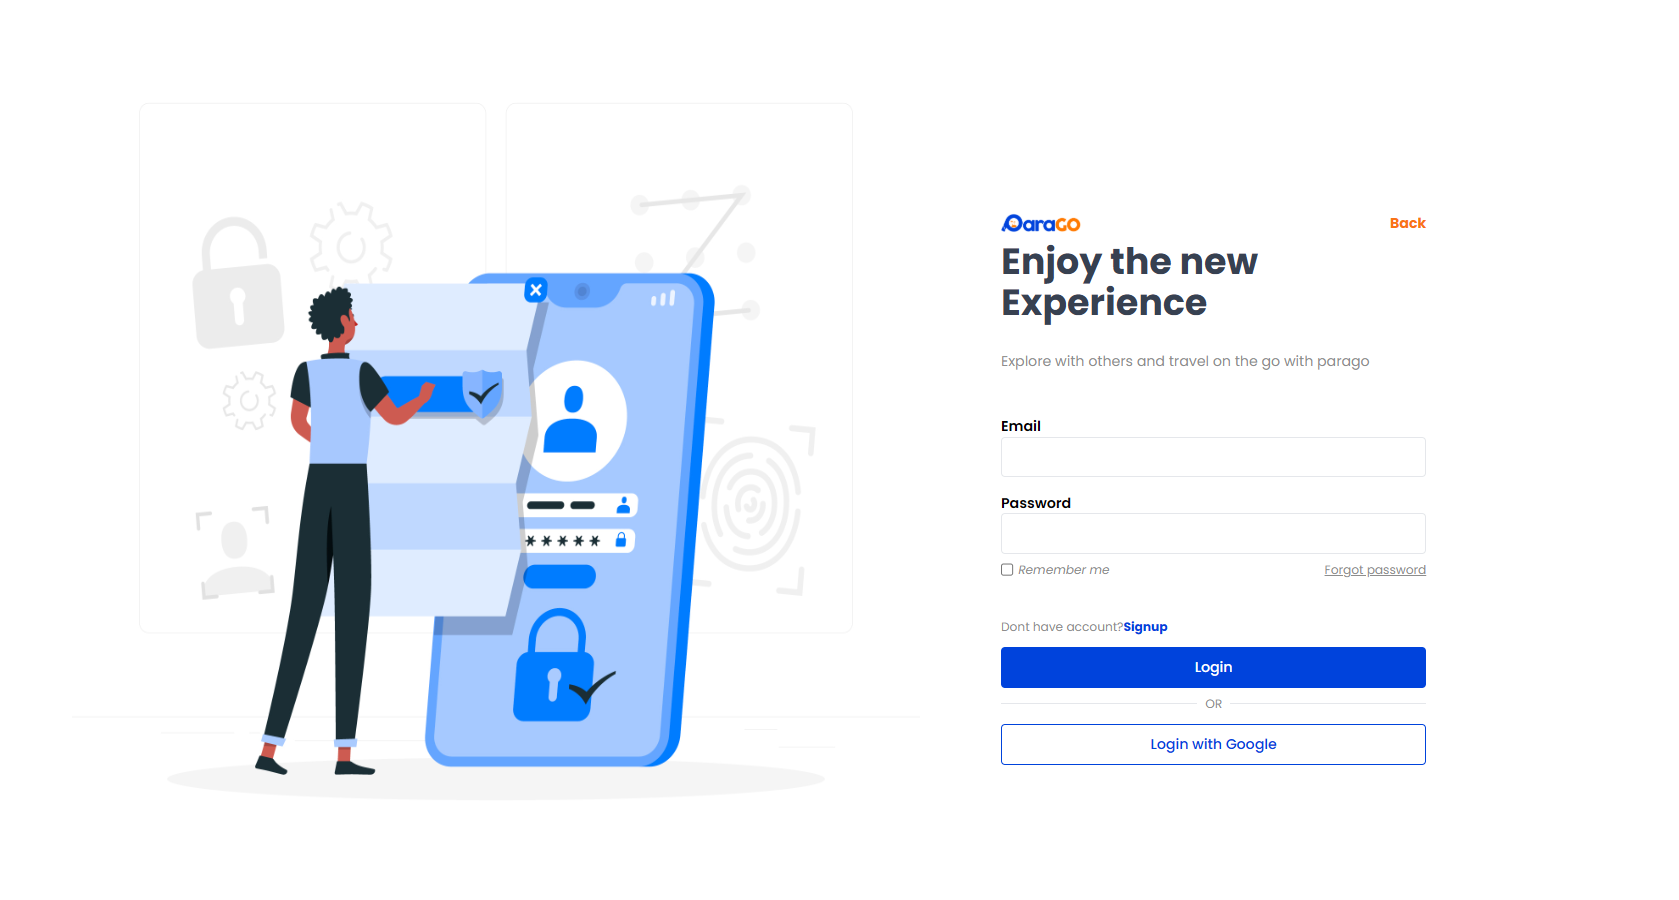 ParaGO
Back
Enjoy the new
Experience
Explore with others and travel on the go with parago
Email
Password
Remember me
Forgot password
Dont have account?Signup
Login
OR
Login with Google